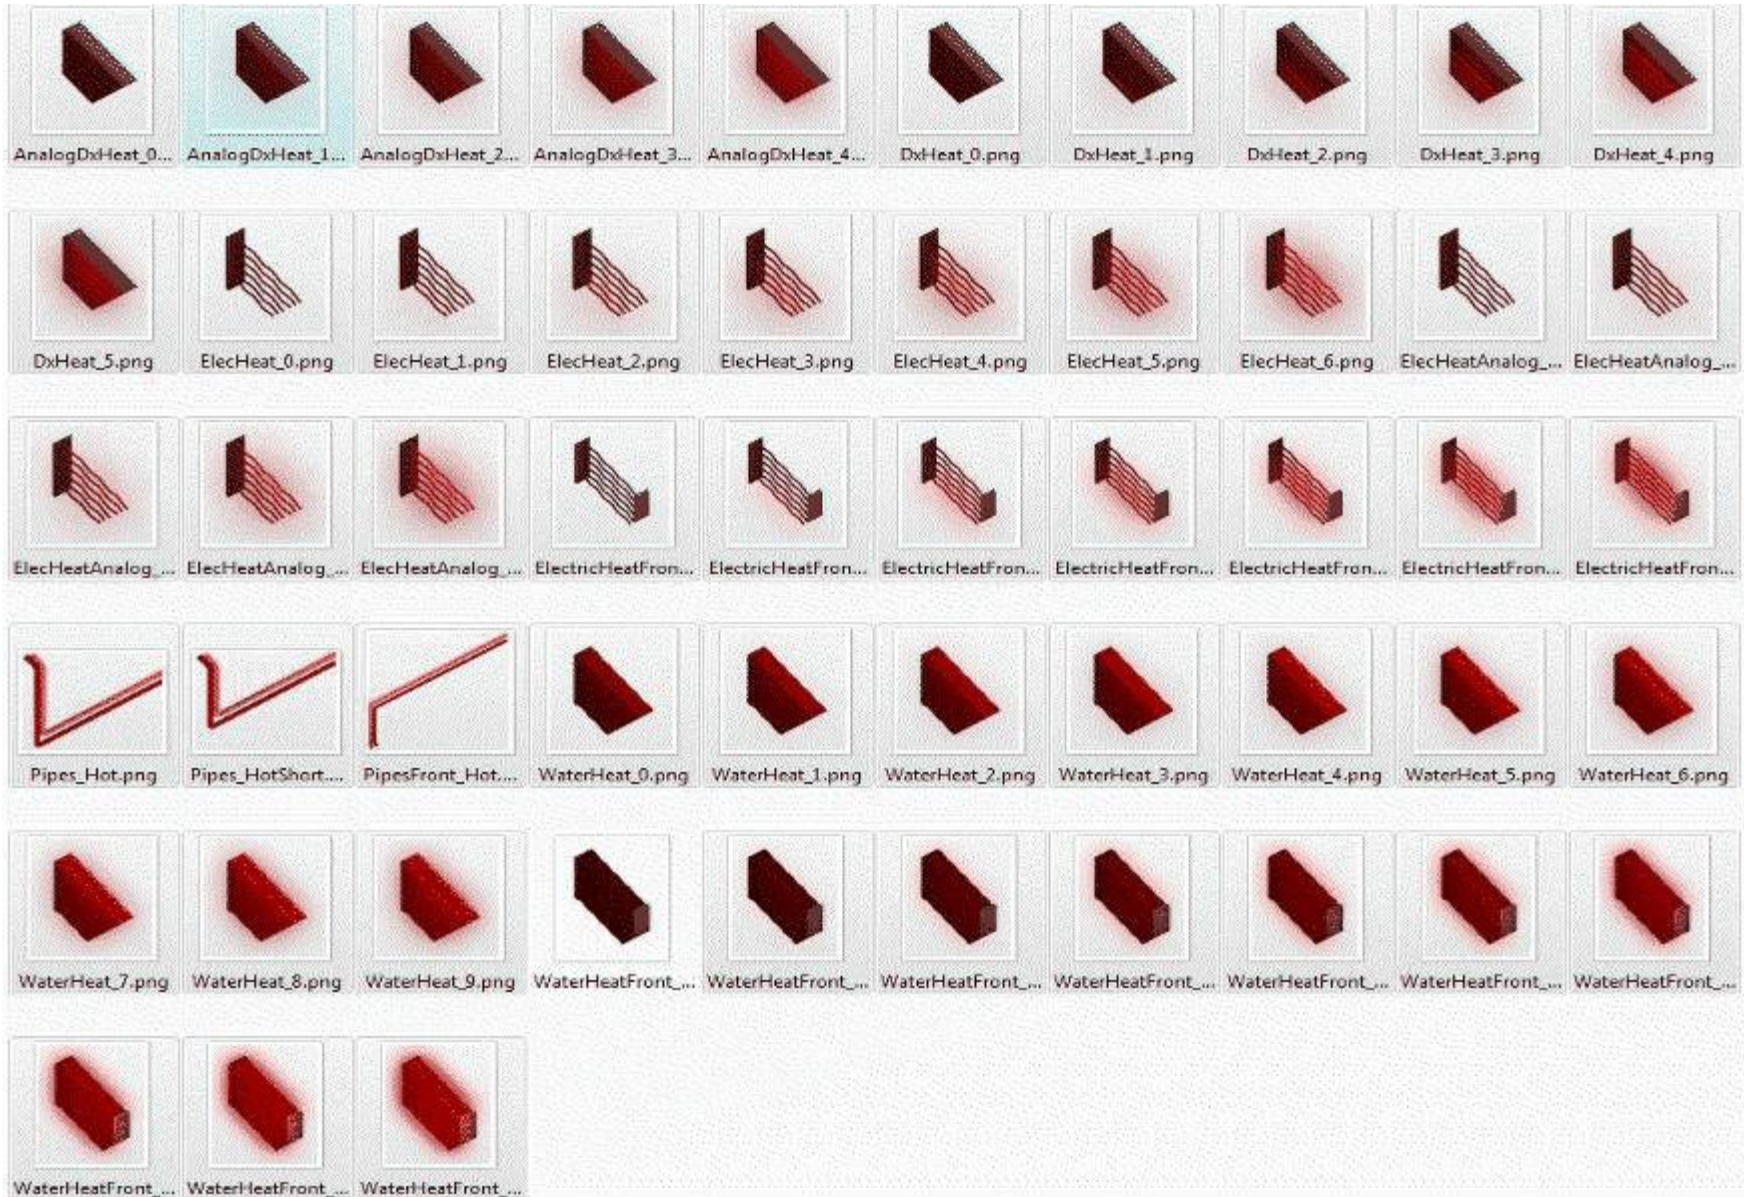 AnalogDxHeat_0... AnalogDxHeat_1... AnalogDxHeat_2... AnalogDxHeat_3... AnalogDxHeat_4... DxHeat_0.png DxHeat_1.png DxHeat_2.png DxHeat_3.png DxHeat_4.png
DxHeat_5.png ElecHeat_0.png ElecHeat_1.png ElecHeat_2.png ElecHeat_3.png ElecHeat_4.png ElecHeat_5.png ElecHeat_6.png ElecHeatAnalog_... ElecHeatAnalog_...
ElecHeatAnalog_... ElecHeatAnalog_... ElecHeatAnalog_... ElectricHeatFron... ElectricHeatFron... ElectricHeatFron... ElectricHeatFron... ElectricHeatFron... ElectricHeatFron... ElectricHeatFron...
Pipes_Hot.png Pipes_HotShort.... PipesFront_Hot.... WaterHeat_0.png WaterHeat_1.png WaterHeat_2.png WaterHeat_3.png WaterHeat_4.png WaterHeat_5.png WaterHeat_6.png
WaterHeat_7.png WaterHeat_8.png WaterHeat_9.png WaterHeatFront_... WaterHeatFront_... WaterHeatFront_... WaterHeatFront_... WaterHeatFront_... WaterHeatFront_... WaterHeatFront_...
WaterHeatFront_... WaterHeatFront_... WaterHeatFront_...